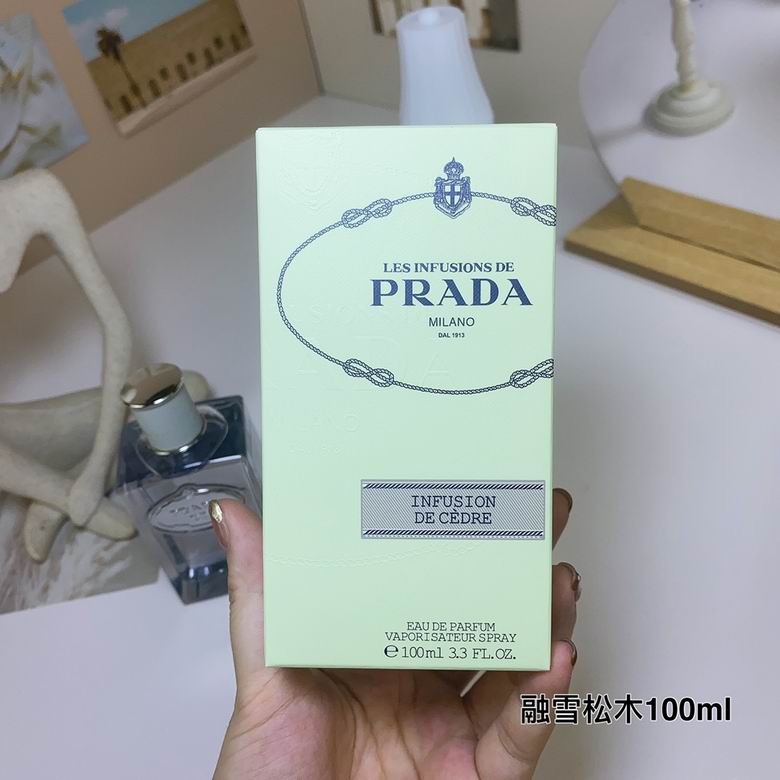 LES INFUSIONS DE
PRADA
MILANO
DAL 1913
INFUSION
DE CÈDRE
EAU DE PARFUM
VAPORISATEUR SPRAY
℮100ml 3.3 FL.OZ.
融雪松木100ml